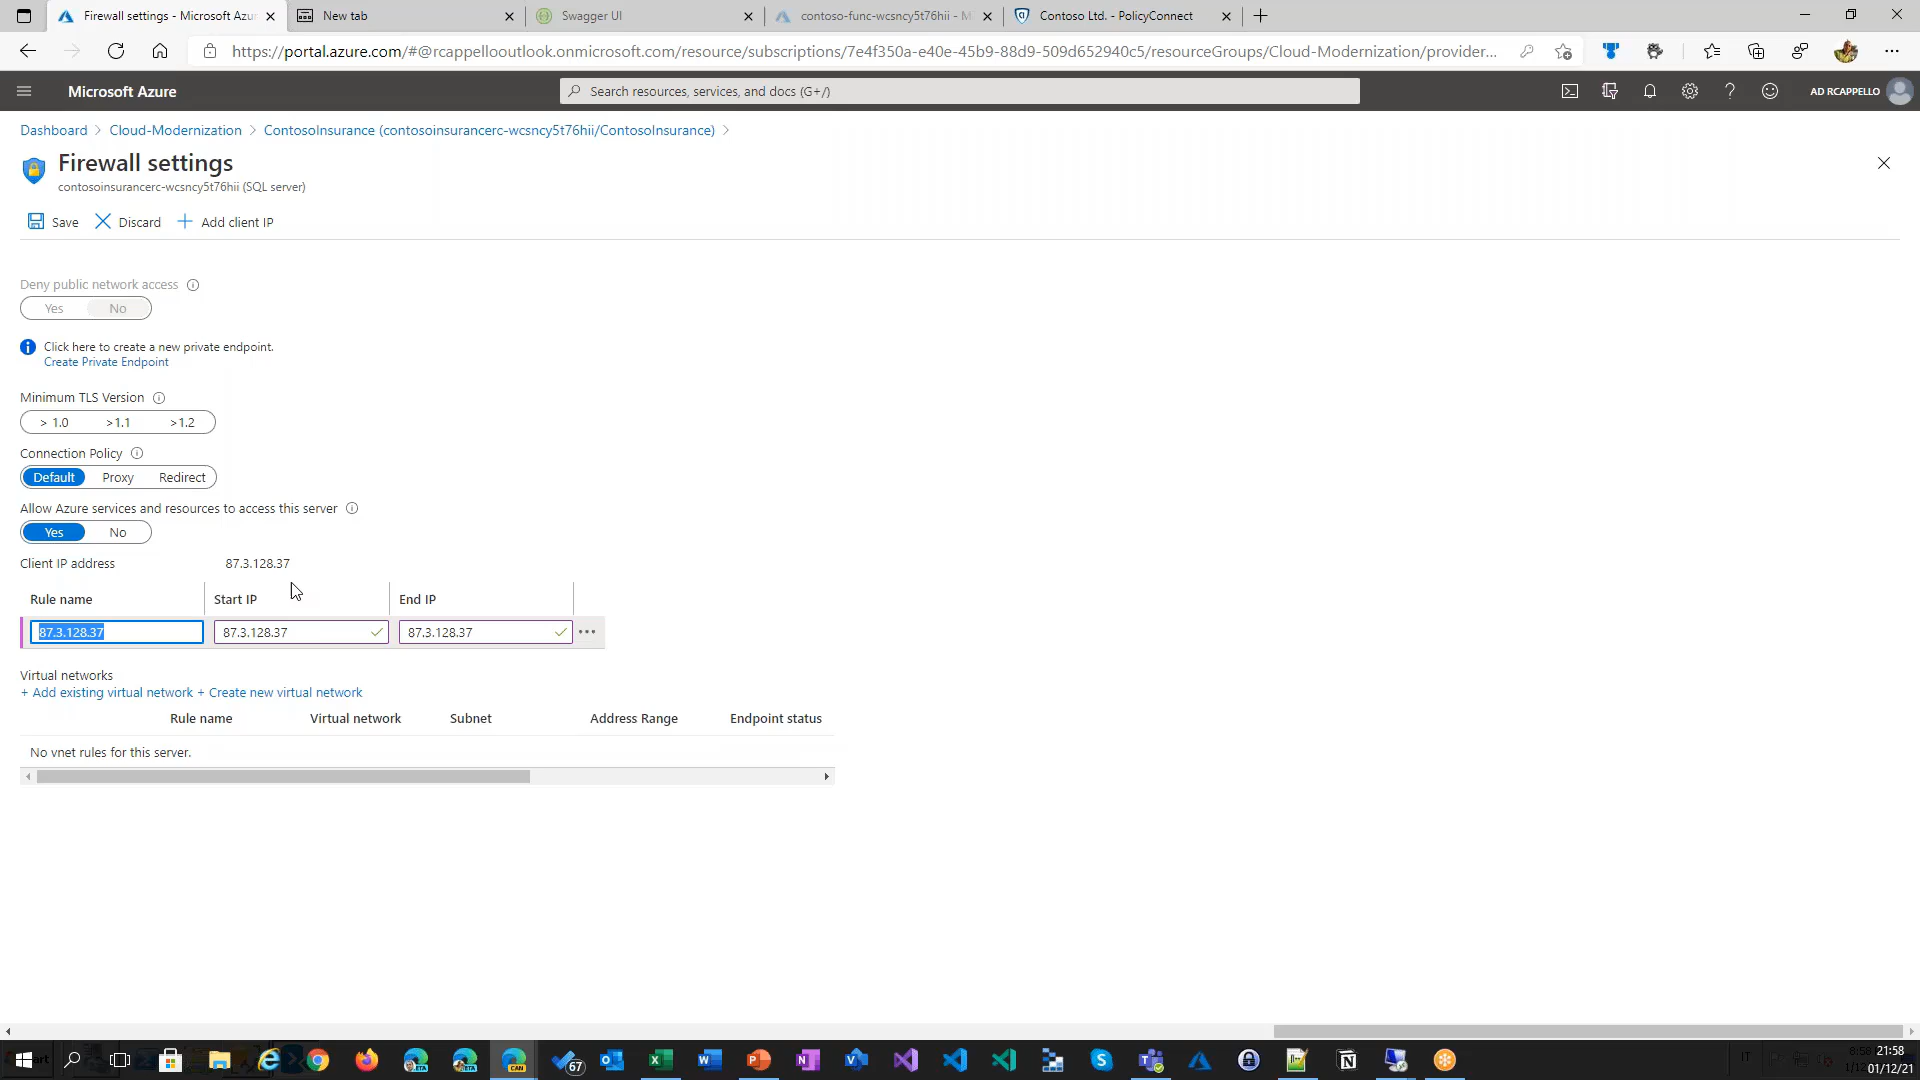 Firewall settings - Microsoft Azur
New tab
Swagger UI
contoso-func-wcsncy5t76hii - M
Contoso Ltd. - PolicyConnect
https://portal.azure.com/#@rcappellooutlook.onmicrosoft.com/resource/subscriptions/7e4f350a-e40e-45b9-88d9-509d652940c5/resourceGroups/Cloud-Modernization/provider...
Microsoft Azure
Search resources, services, and docs (G+/)
AD RCAPPELLO
Dashboard > Cloud-Modernization > ContosoInsurance (contosoinsurancerc-wcsncy5t76hii/ContosoInsurance) >
Firewall settings
contosoinsurancerc-wcsncy5t76hii (SQL server)
Save
Discard
Add client IP
Deny public network access
Yes No
Click here to create a new private endpoint.
Create Private Endpoint
Minimum TLS Version
> 1.0 >1.1 >1.2
Connection Policy
Default Proxy Redirect
Allow Azure services and resources to access this server
Yes No
Client IP address 87.3.128.37
Rule name Start IP End IP
87.3.128.37 87.3.128.37 87.3.128.37
Virtual networks
+ Add existing virtual network + Create new virtual network
Rule name Virtual network Subnet Address Range Endpoint status
No vnet rules for this server.
BETA
CAN
67
IT
21:58
01/12/21